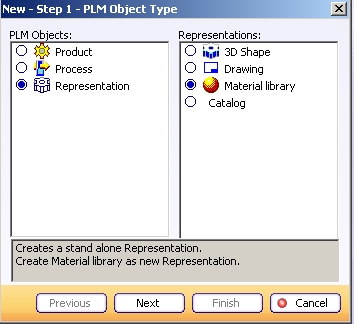 New - Step 1 - PLM Object Type
PLM Objects:
Product
Process
Representation
Representations:
3D Shape
Drawing
Material library
Catalog
Creates a stand alone Representation.
Create Material library as new Representation.
Previous
Next
Finish
Cancel